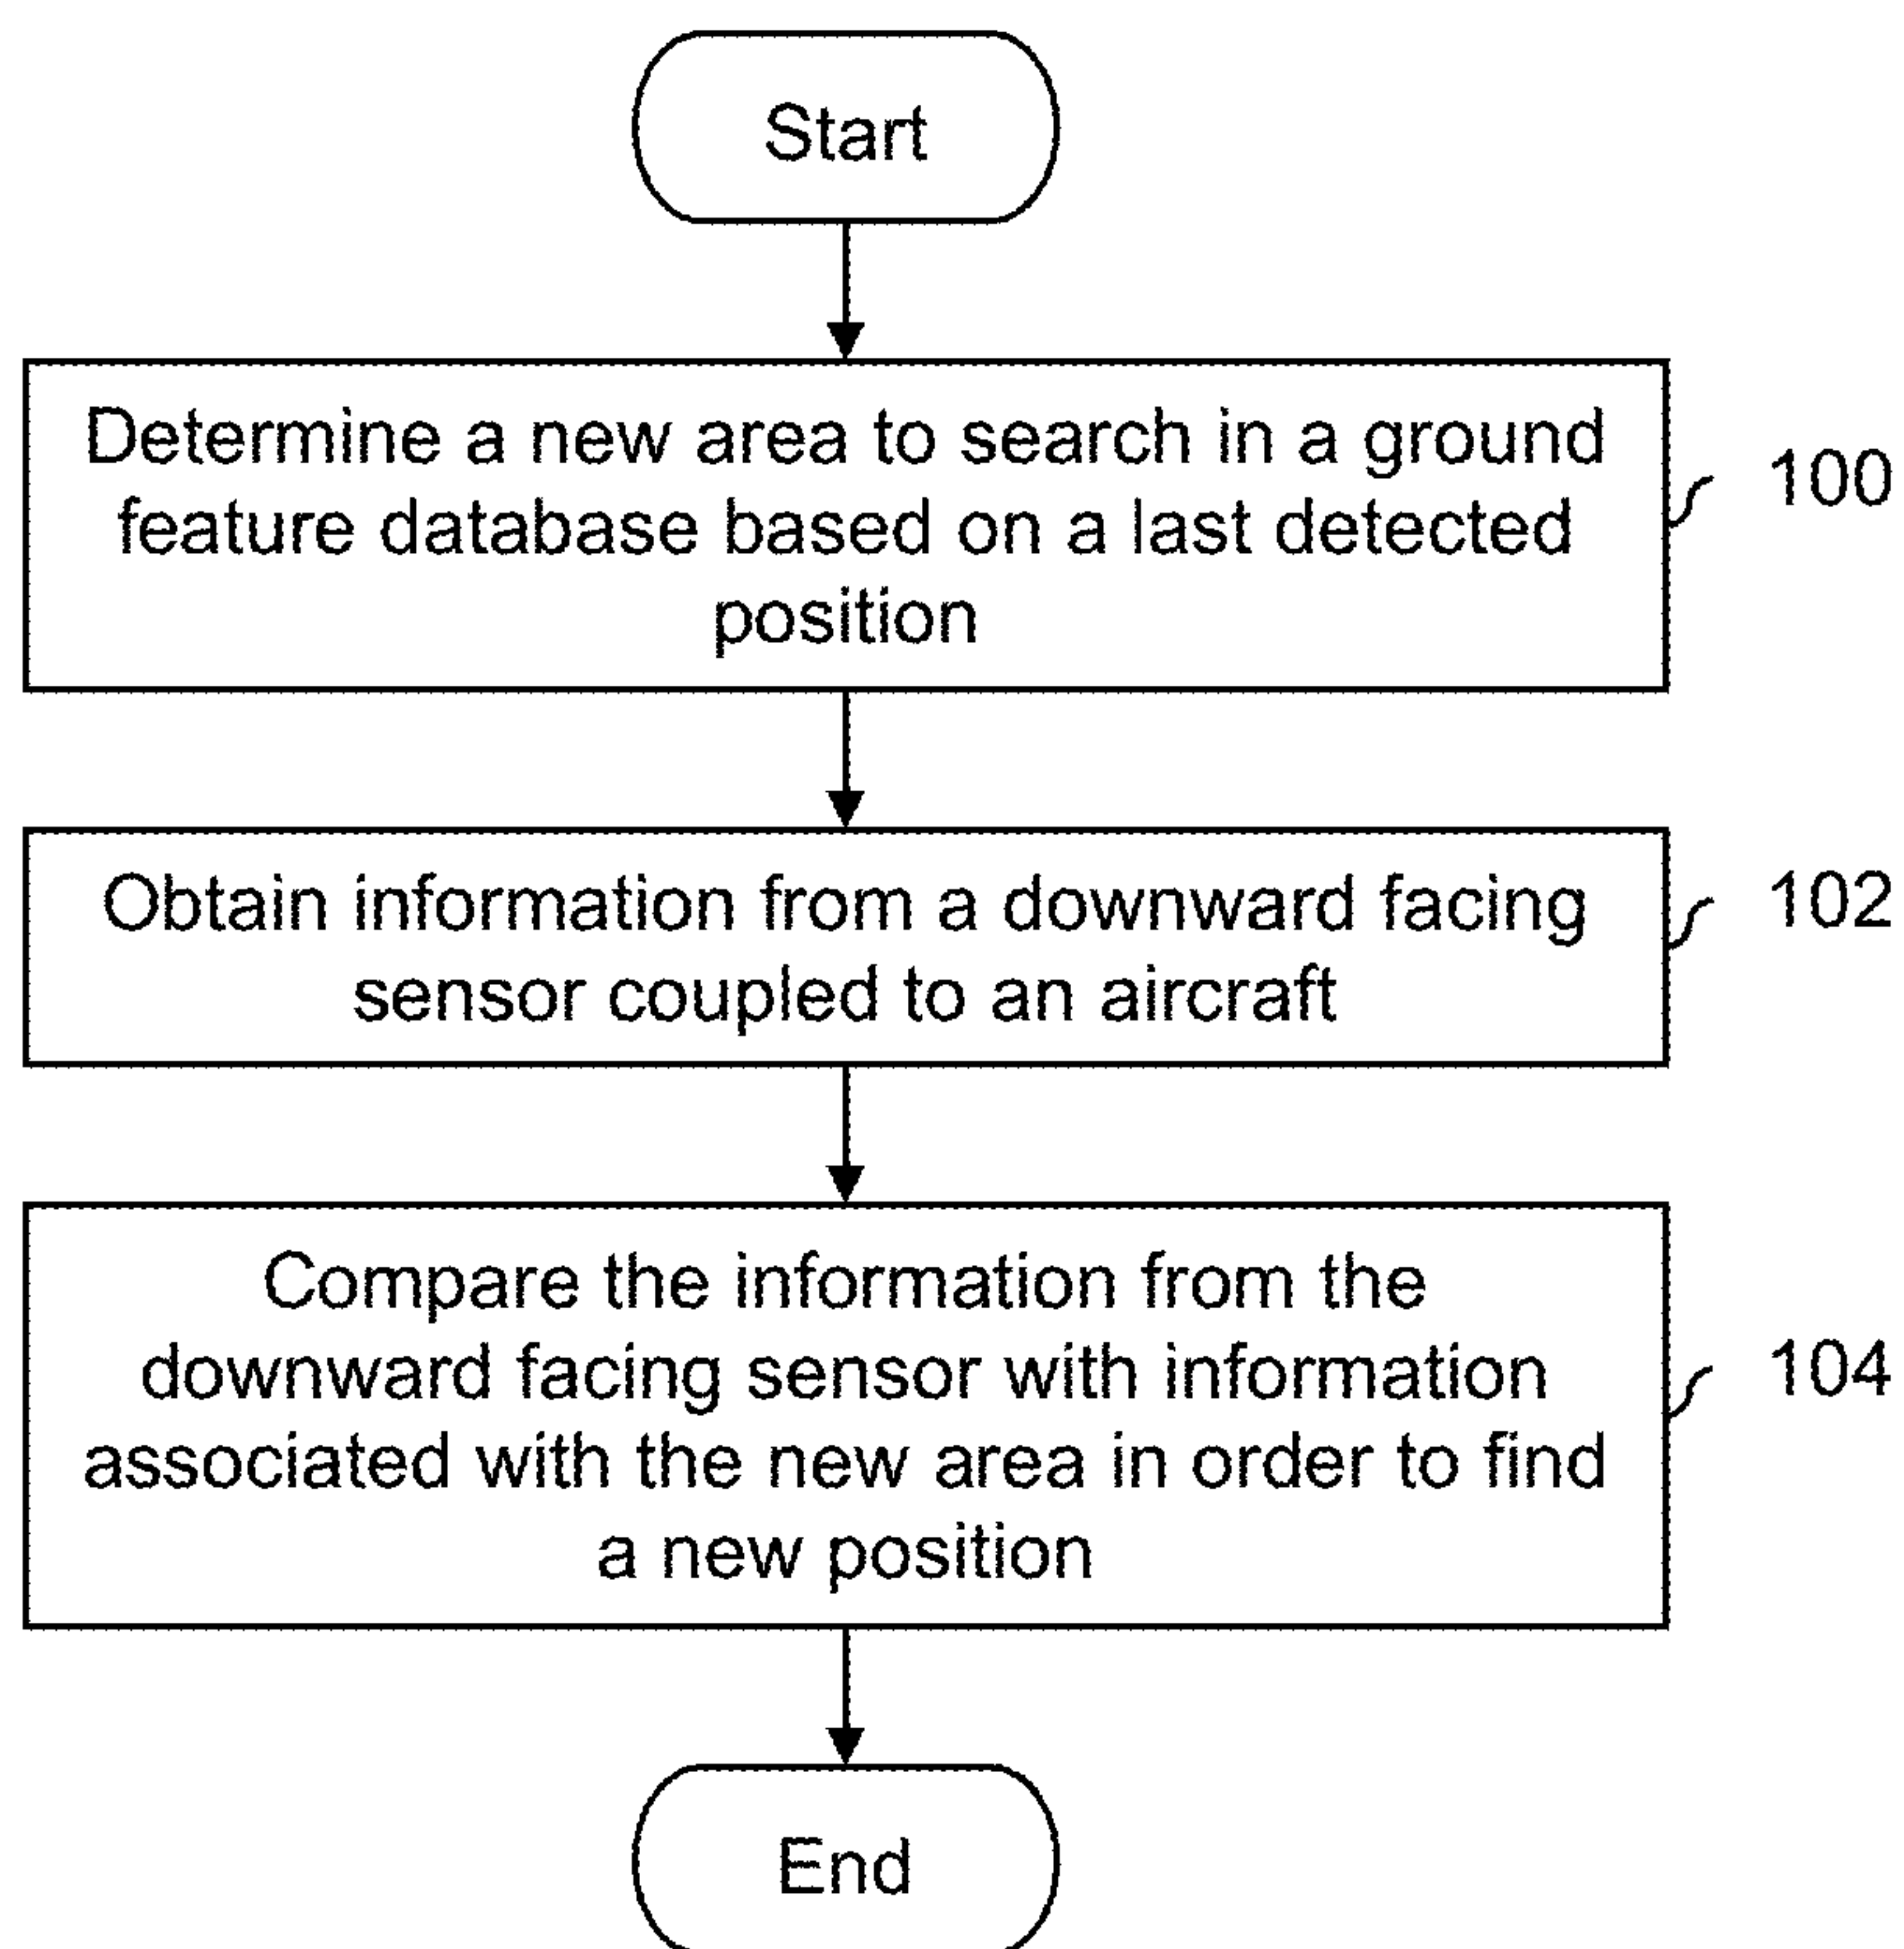 Start
Determine a new area to search in a ground
feature database based on a last detected
position
100
Obtain information from a downward facing
sensor coupled to an aircraft
102
Compare the information from the
downward facing sensor with information
associated with the new area in order to find
a new position
104
End